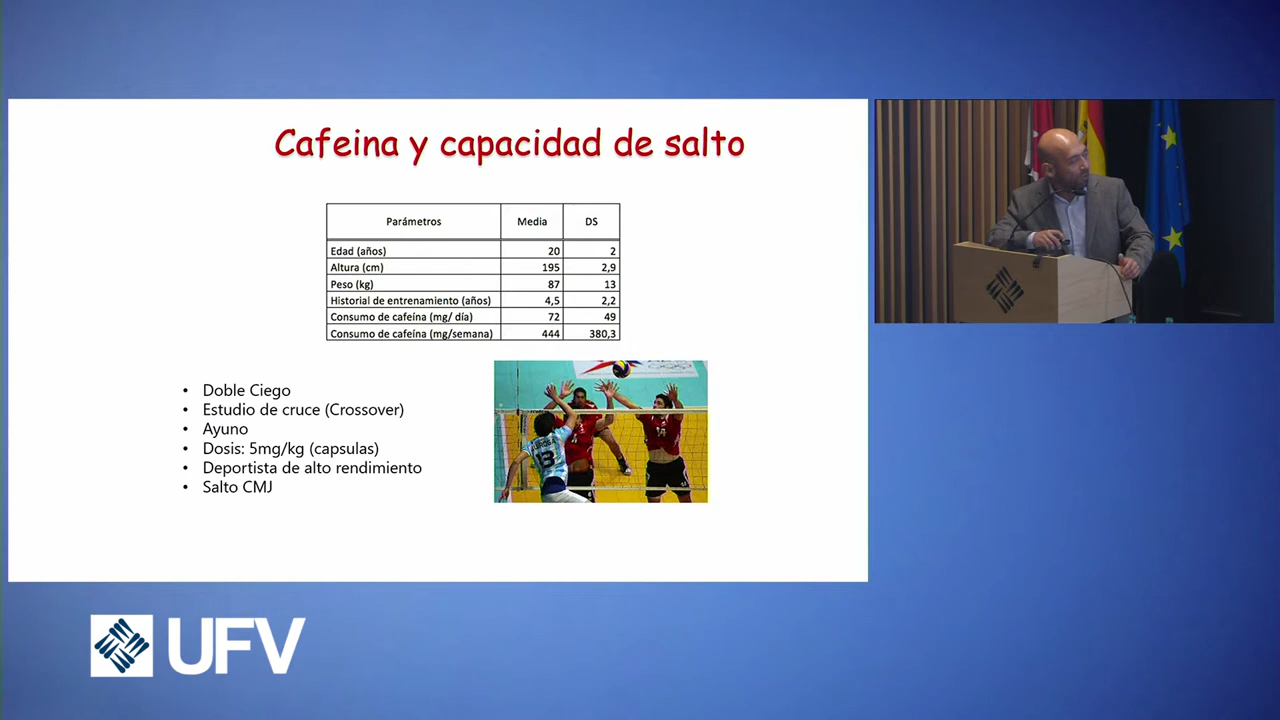 Cafeina y capacidad de salto
Parámetros Media DS
Edad (años) 20 2
Altura (cm) 195 2,9
Peso (kg) 87 13
Historial de entrenamiento (años) 4,5 2,2
Consumo de cafeína (mg/ día) 72 49
Consumo de cafeína (mg/semana) 444 380,3
• Doble Ciego
• Estudio de cruce (Crossover)
• Ayuno
• Dosis: 5mg/kg (capsulas)
• Deportista de alto rendimiento
• Salto CMJ
13
14
UFV